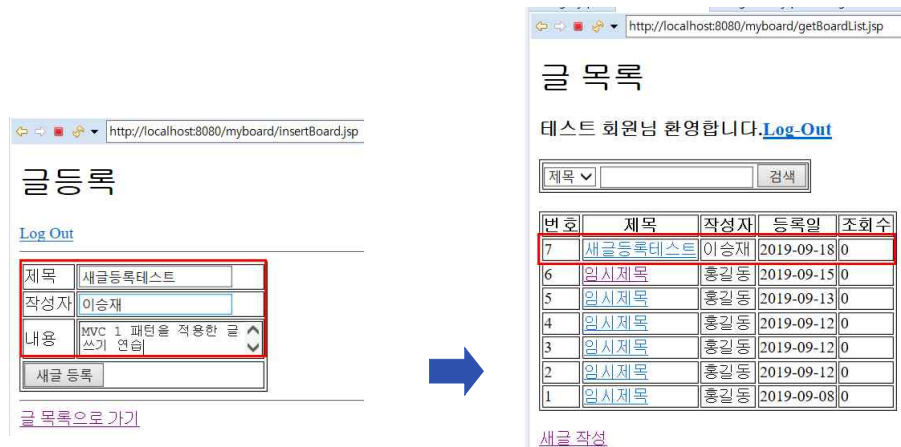 http://localhost:8080/myboard/insertBoard.jsp
글등록
Log Out
제목 새글등록테스트
작성자 이승재
내용 MVC 1 패턴을 적용한 글
쓰기 연습
새글 등록
글 목록으로 가기
http://localhost:8080/myboard/getBoardList.jsp
글 목록
테스트 회원님 환영합니다.Log-Out
제목 검색
번호 제목 작성자 등록일 조회수
7 새글등록테스트 이승재 2019-09-18 0
6 임시제목 홍길동 2019-09-15 0
5 임시제목 홍길동 2019-09-13 0
4 임시제목 홍길동 2019-09-12 0
3 임시제목 홍길동 2019-09-12 0
2 임시제목 홍길동 2019-09-12 0
1 임시제목 홍길동 2019-09-08 0
새글 작성